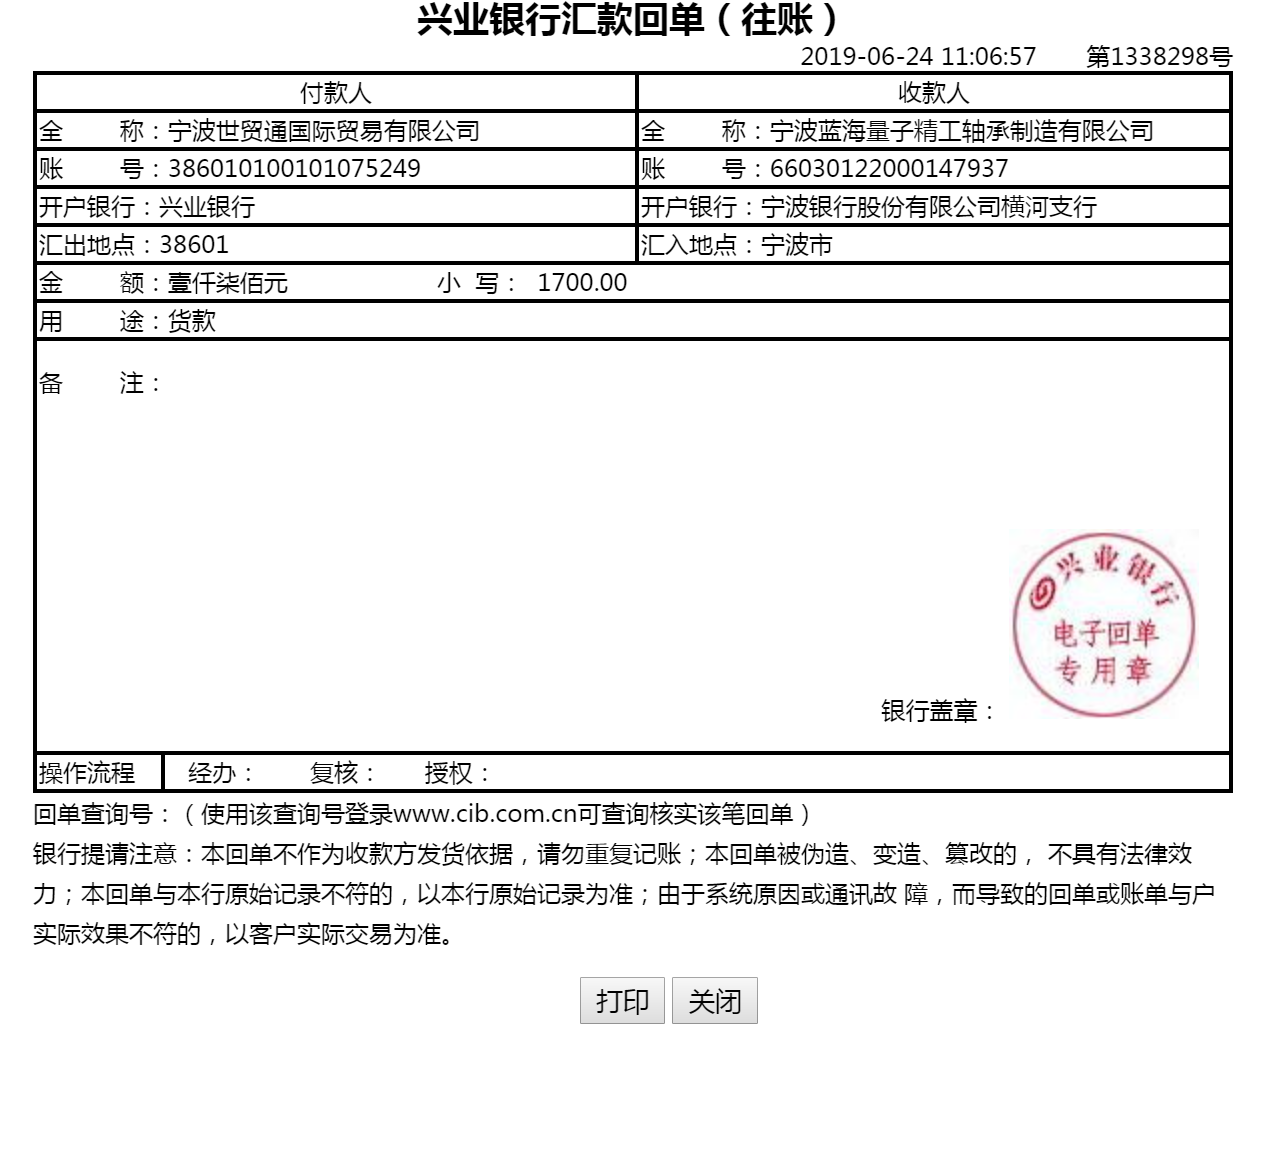 兴业银行汇款回单（往账）
2019-06-24 11:06:57 第1338298号
付款人 收款人
全 称：宁波世贸通国际贸易有限公司 全 称：宁波蓝海量子精工轴承制造有限公司
账 号：386010100101075249 账 号：66030122000147937
开户银行：兴业银行 开户银行：宁波银行股份有限公司横河支行
汇出地点：38601 汇入地点：宁波市
金 额：壹仟柒佰元 小 写： 1700.00
用 途：货款
备 注：
兴业银行
电子回单
专用章
银行盖章：
操作流程 经办： 复核： 授权：
回单查询号：（使用该查询号登录www.cib.com.cn可查询核实该笔回单）
银行提请注意：本回单不作为收款方发货依据，请勿重复记账；本回单被伪造、变造、篡改的， 不具有法律效
力；本回单与本行原始记录不符的，以本行原始记录为准；由于系统原因或通讯故 障，而导致的回单或账单与户
实际效果不符的，以客户实际交易为准。
打印 关闭